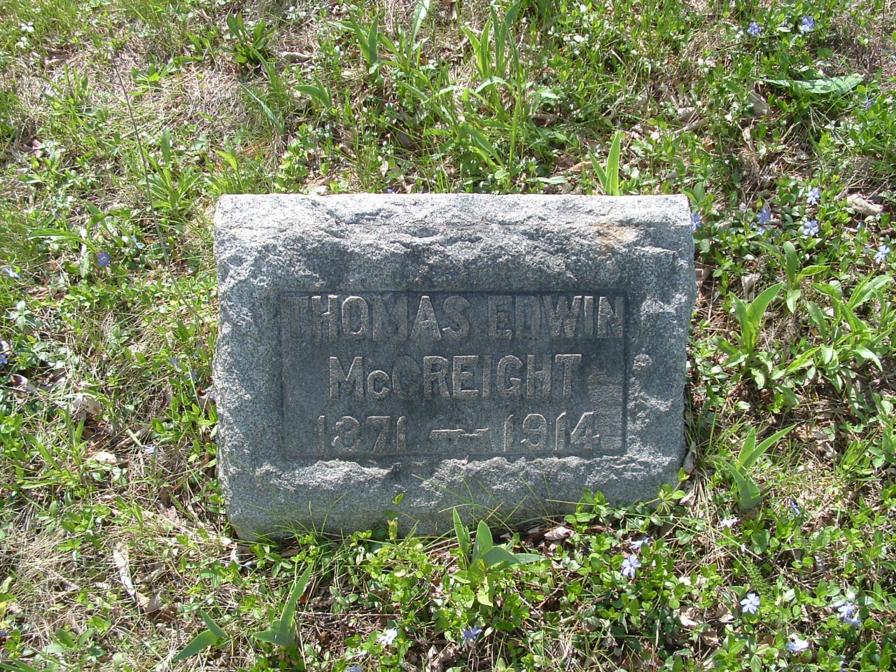 THOMAS EDWIN
McCREIGHT
1871 — 1914